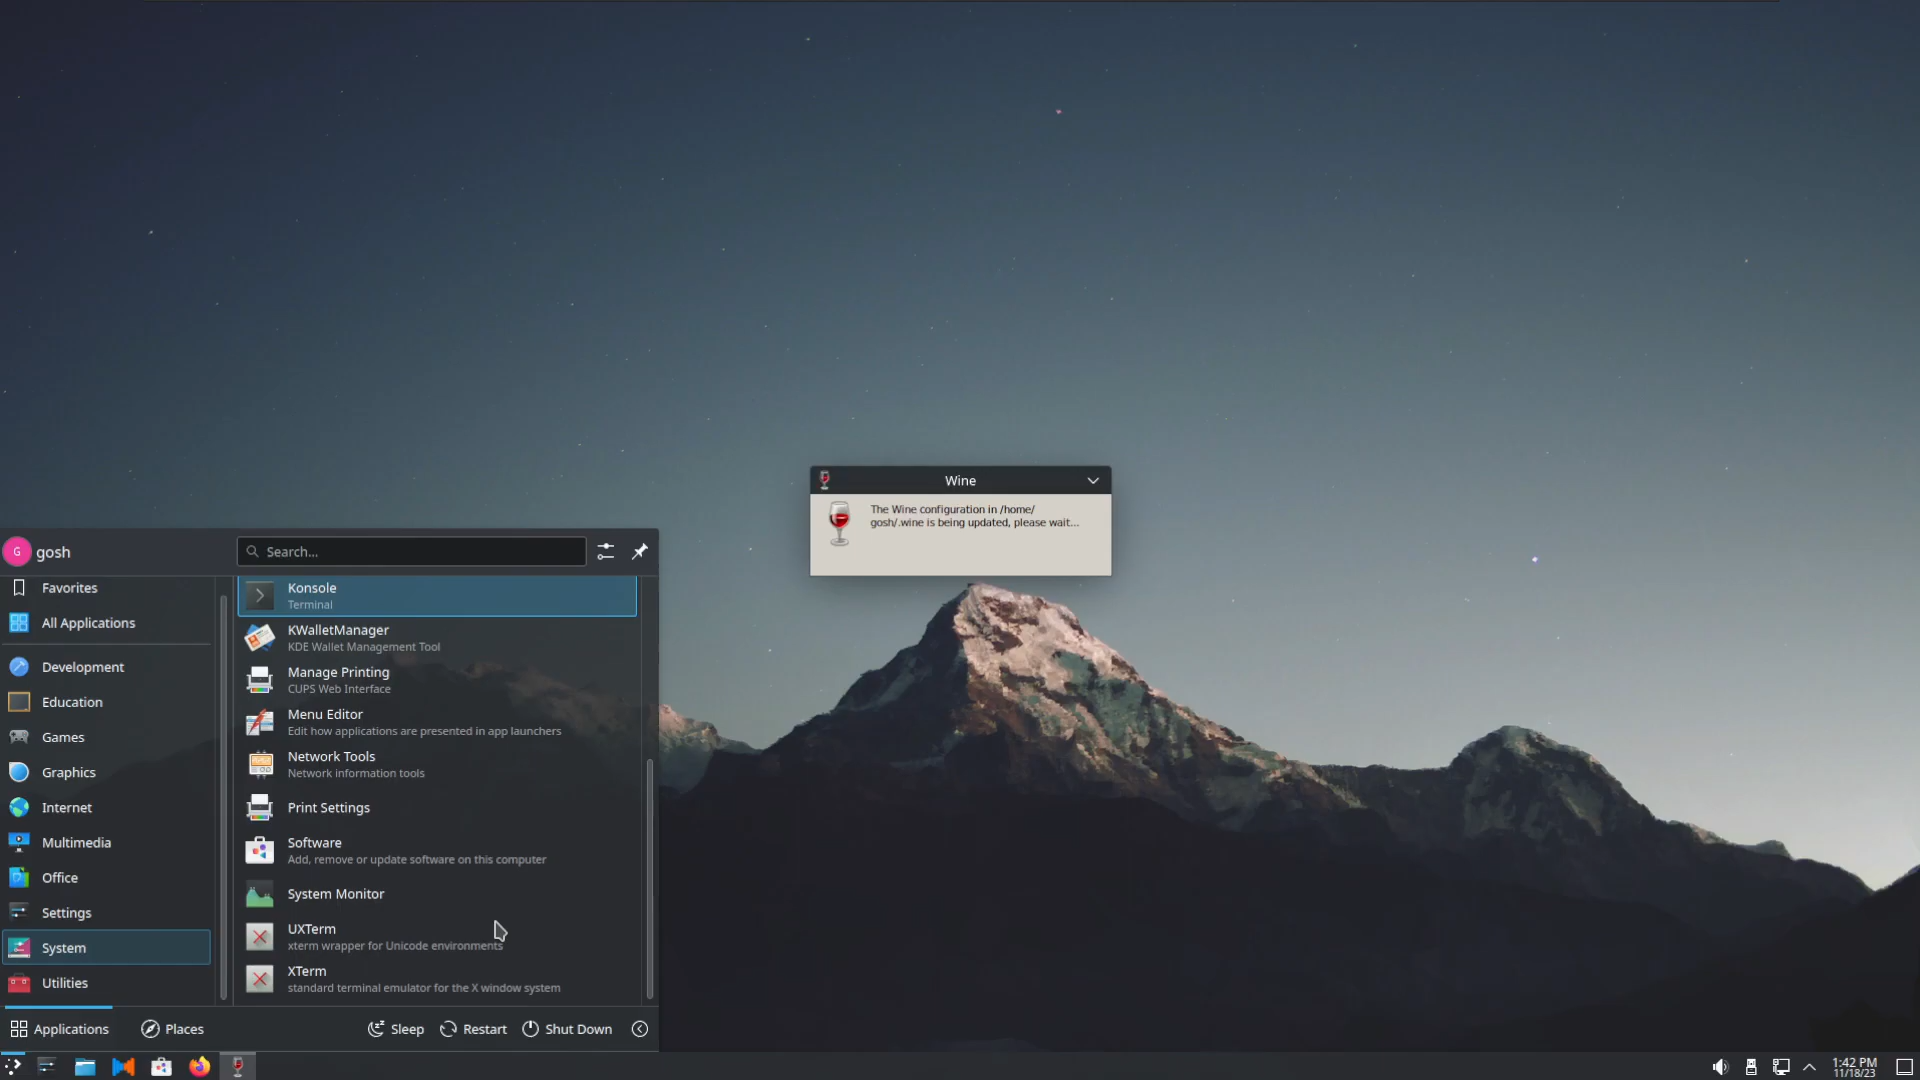 Wine
The Wine configuration in /home/
gosh/.wine is being updated, please wait...
G
gosh
Search...
Favorites
All Applications
Development
Education
Games
Graphics
Internet
Multimedia
Office
Settings
System
Utilities
Konsole
Terminal
KWalletManager
KDE Wallet Management Tool
Manage Printing
CUPS Web Interface
Menu Editor
Edit how applications are presented in app launchers
Network Tools
Network information tools
Print Settings
Software
Add, remove or update software on this computer
System Monitor
UXTerm
xterm wrapper for Unicode environments
XTerm
standard terminal emulator for the X window system
Applications
Places
Sleep
Restart
Shut Down
1:42 PM
11/18/23